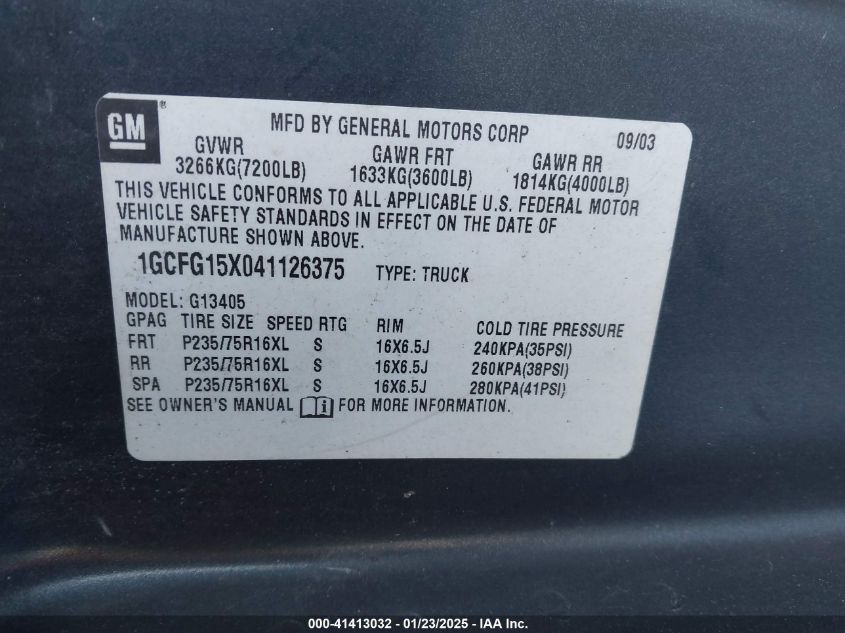 GM®
MFD BY GENERAL MOTORS CORP 09/03
GVWR GAWR FRT GAWR RR
3266KG(7200LB) 1633KG(3600LB) 1814KG(4000LB)
THIS VEHICLE CONFORMS TO ALL APPLICABLE U.S. FEDERAL MOTOR
VEHICLE SAFETY STANDARDS IN EFFECT ON THE DATE OF
MANUFACTURE SHOWN ABOVE.
1GCFG15X041126375 TYPE: TRUCK
MODEL: G13405
GPAG TIRE SIZE SPEED RTG RIM COLD TIRE PRESSURE
FRT P235/75R16XL S 16X6.5J 240KPA(35PSI)
RR P235/75R16XL S 16X6.5J 260KPA(38PSI)
SPA P235/75R16XL S 16X6.5J 280KPA(41PSI)
SEE OWNER'S MANUAL i FOR MORE INFORMATION.
000-41413032 - 01/23/2025 - IAA Inc.